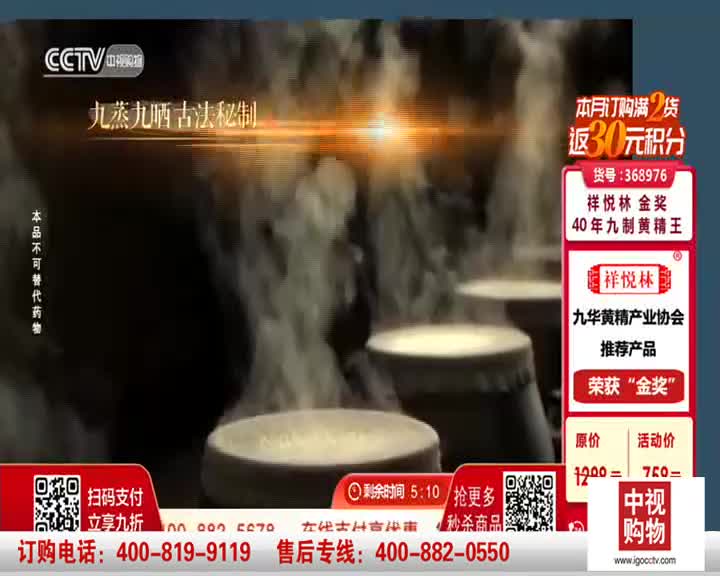 CCTV中视购物
九蒸九晒古法秘制
本品不可替代药物
本月订购满2货
返30元积分
货号:368976
祥悦林 金奖
40年九制黄精王
祥悦林®
九华黄精产业协会
推荐产品
荣获“金奖”
原价
活动价
扫码支付
立享九折
剩余时间 5:10
抢更多
秒杀商品
882-5678
在线支付享优惠
中视
购物
www.igocctv.com
订购电话：400-819-9119 售后专线：400-882-0550